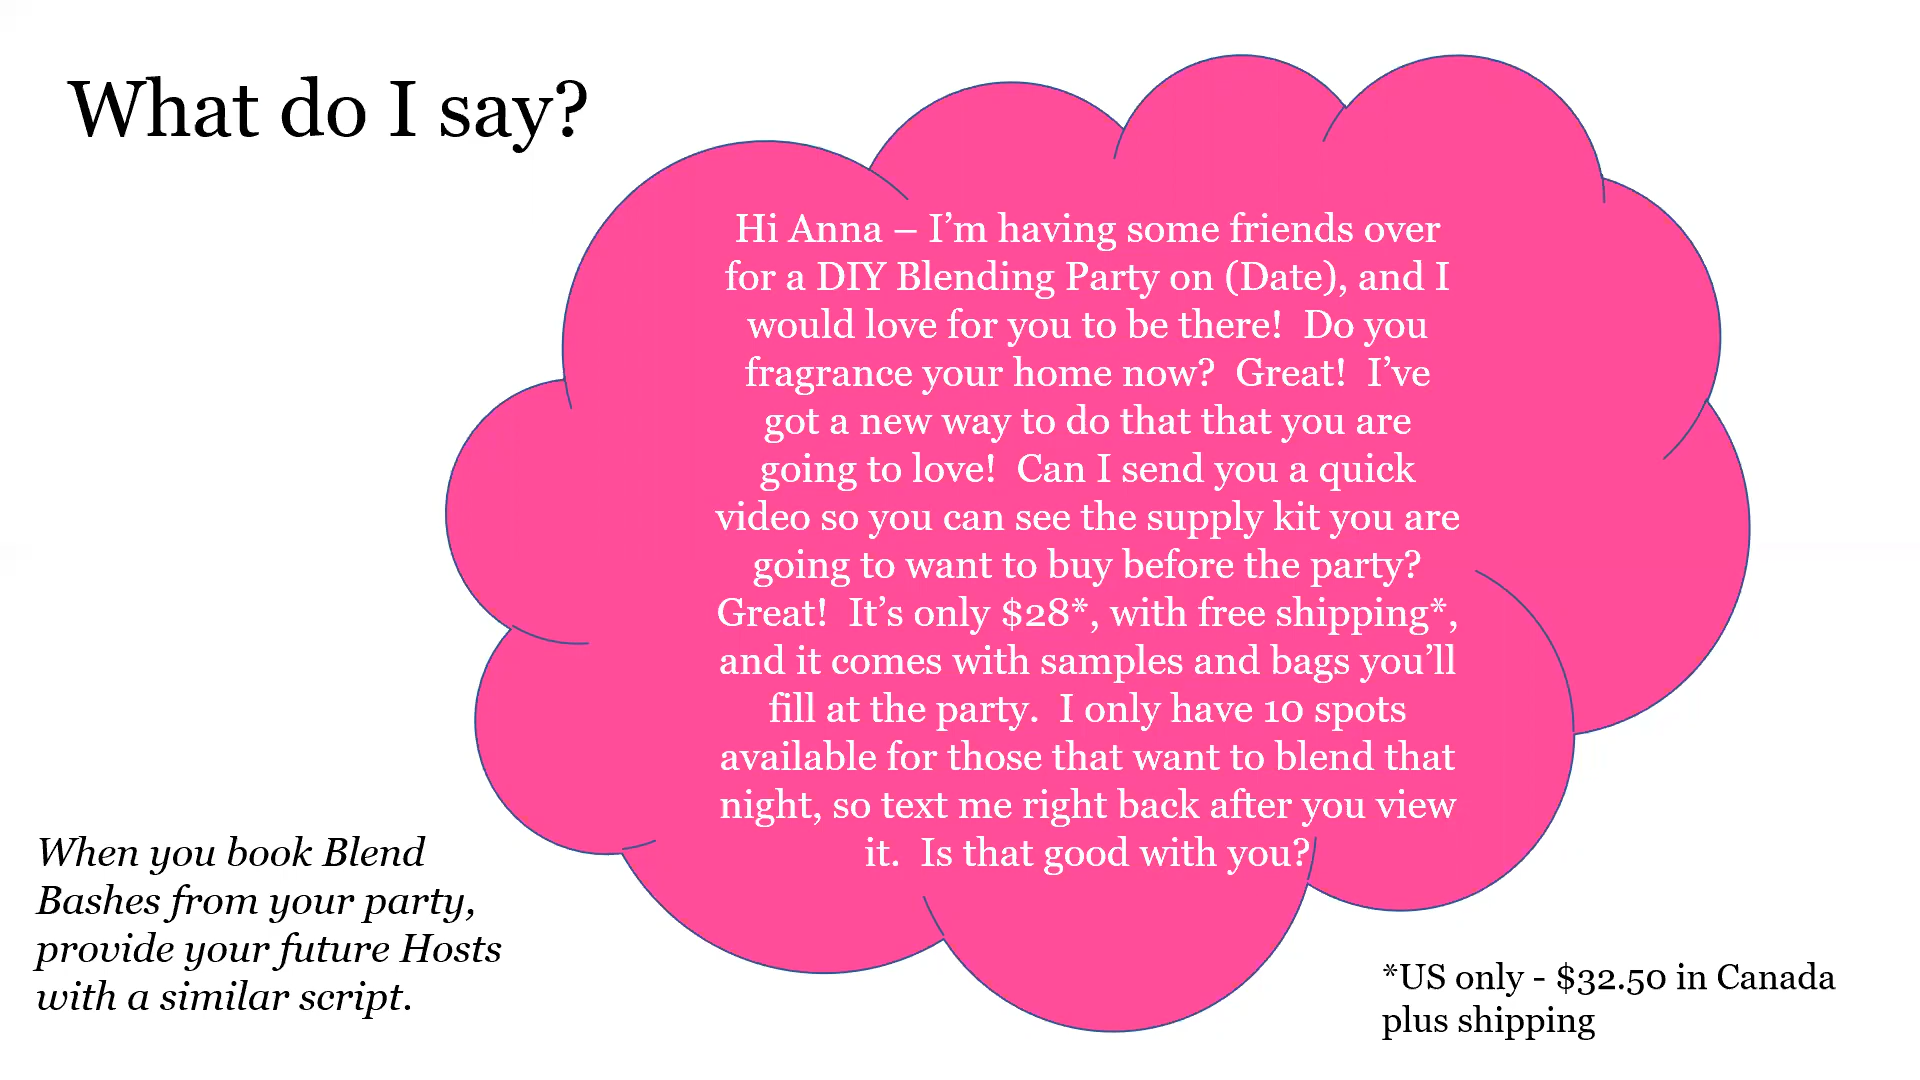 What do I say?
Hi Anna – I’m having some friends over
for a DIY Blending Party on (Date), and I
would love for you to be there!  Do you
fragrance your home now?  Great!  I’ve
got a new way to do that that you are
going to love!  Can I send you a quick
video so you can see the supply kit you are
going to want to buy before the party?
Great!  It’s only $28*, with free shipping*,
and it comes with samples and bags you’ll
fill at the party.  I only have 10 spots
available for those that want to blend that
night, so text me right back after you view
it.  Is that good with you?
When you book Blend
Bashes from your party,
provide your future Hosts
with a similar script.
*US only - $32.50 in Canada
plus shipping